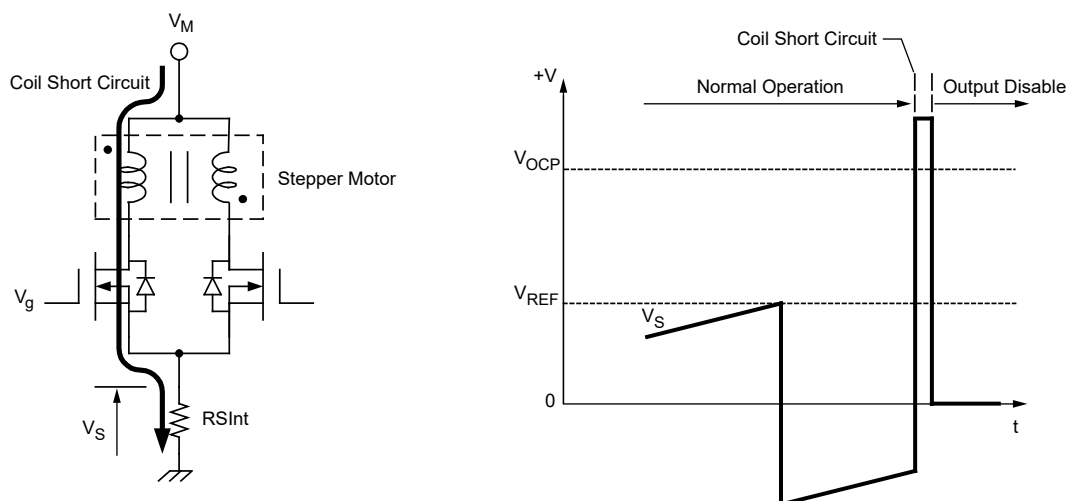 V_M
Coil Short Circuit
Stepper Motor
V_g
V_S
RSInt
Coil Short Circuit
+V
Normal Operation
Output Disable
V_OCP
V_REF
V_S
0
t